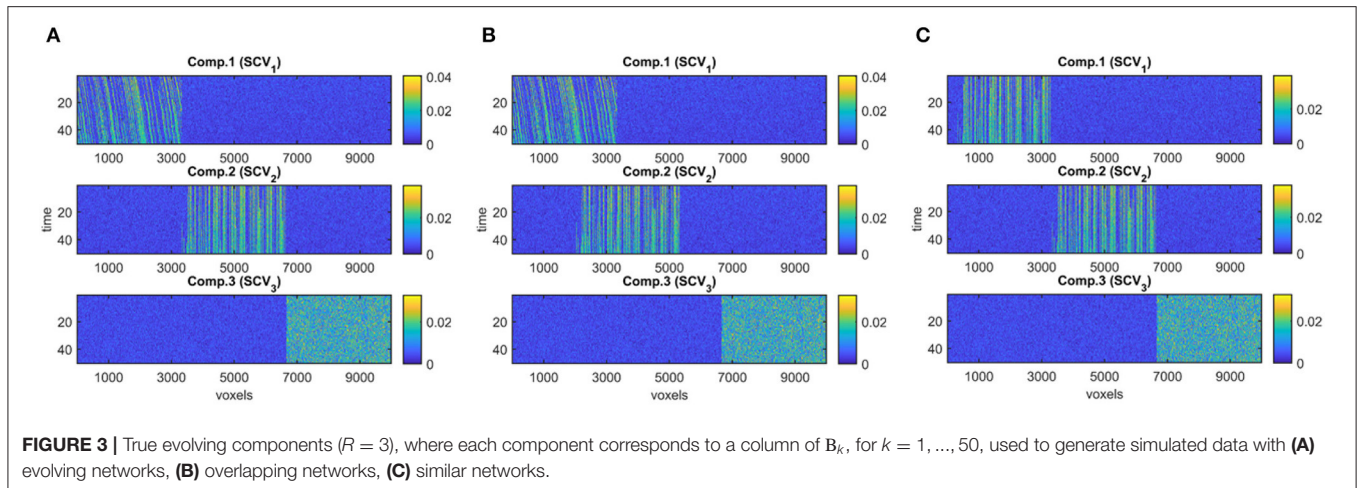 A
Comp.1 (SCV1)
20
40
1000 3000 5000 7000 9000
0.04
0.02
0
Comp.2 (SCV2)
time
20
40
1000 3000 5000 7000 9000
0.02
0
Comp.3 (SCV3)
20
40
1000 3000 5000 7000 9000
voxels
0.02
0
B
Comp.1 (SCV1)
20
40
1000 3000 5000 7000 9000
0.04
0.02
0
Comp.2 (SCV2)
time
20
40
1000 3000 5000 7000 9000
0.02
0
Comp.3 (SCV3)
20
40
1000 3000 5000 7000 9000
voxels
0.02
0
C
Comp.1 (SCV1)
20
40
1000 3000 5000 7000 9000
0.02
0
Comp.2 (SCV2)
time
20
40
1000 3000 5000 7000 9000
0.02
0
Comp.3 (SCV3)
20
40
1000 3000 5000 7000 9000
voxels
0.02
0
FIGURE 3 | True evolving components (R = 3), where each component corresponds to a column of Bk, for k = 1, ..., 50, used to generate simulated data with (A)
evolving networks, (B) overlapping networks, (C) similar networks.